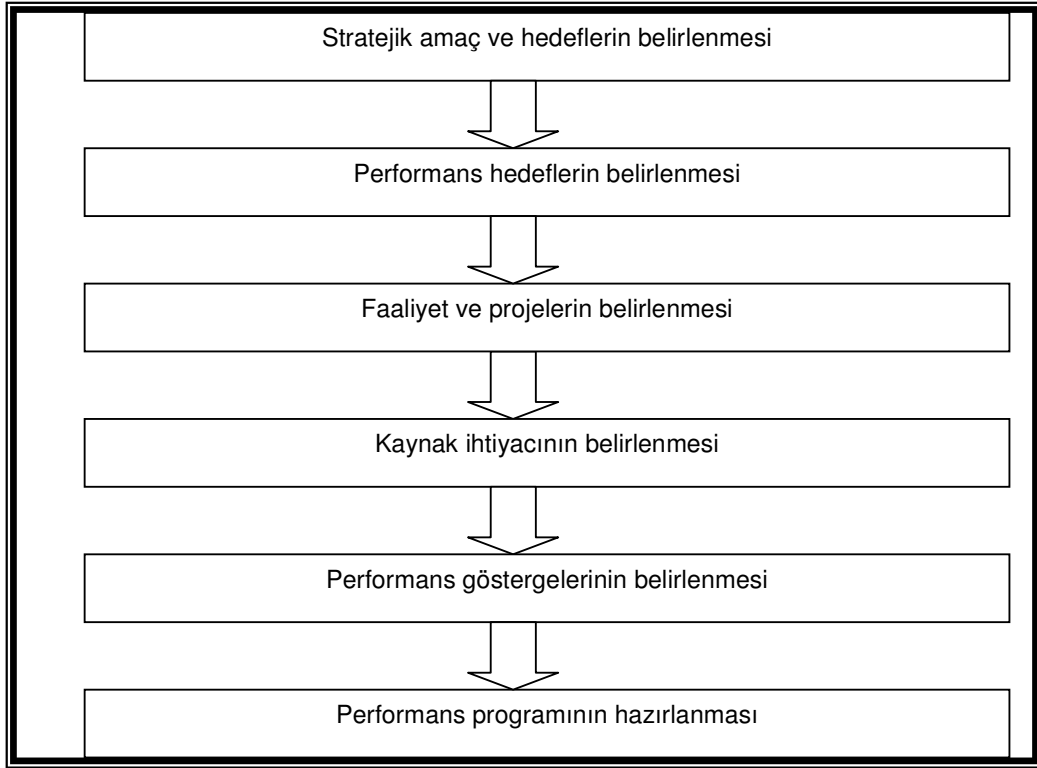 Stratejik amaç ve hedeflerin belirlenmesi
Performans hedeflerin belirlenmesi
Faaliyet ve projelerin belirlenmesi
Kaynak ihtiyacının belirlenmesi
Performans göstergelerinin belirlenmesi
Performans programının hazırlanması